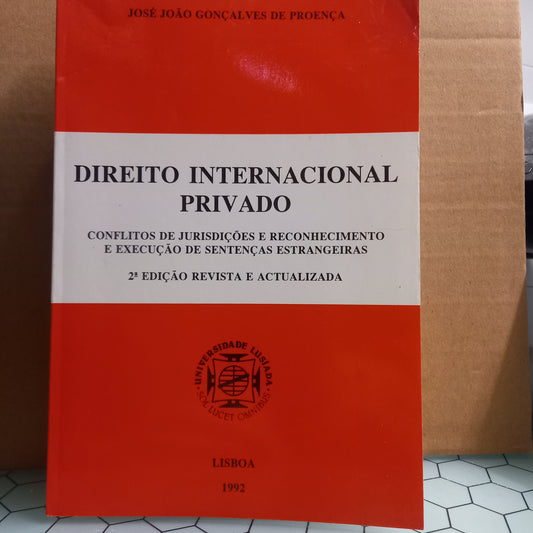 JOSÉ JOÃO GONÇALVES DE PROENÇA
DIREITO INTERNACIONAL
PRIVADO
CONFLITOS DE JURISDIÇÕES E RECONHECIMENTO
E EXECUÇÃO DE SENTENÇAS ESTRANGEIRAS
2ª EDIÇÃO REVISTA E ACTUALIZADA
UNIVERSIDADE LUSÍADA
SOL LUCET OMNIBUS
LISBOA
1992